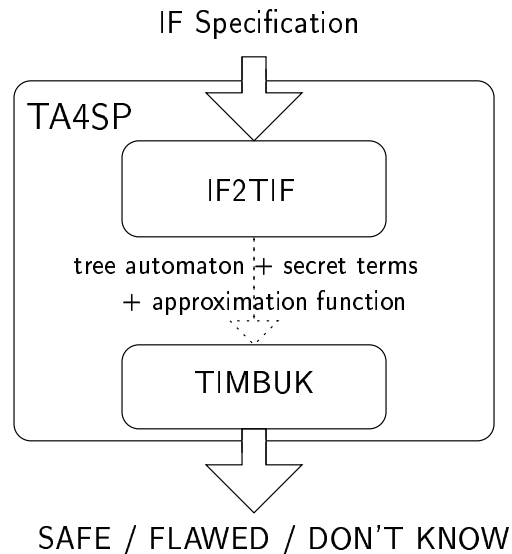 IF Specification
TA4SP
IF2TIF
tree automaton + secret terms
+ approximation function
TIMBUK
SAFE / FLAWED / DON'T KNOW